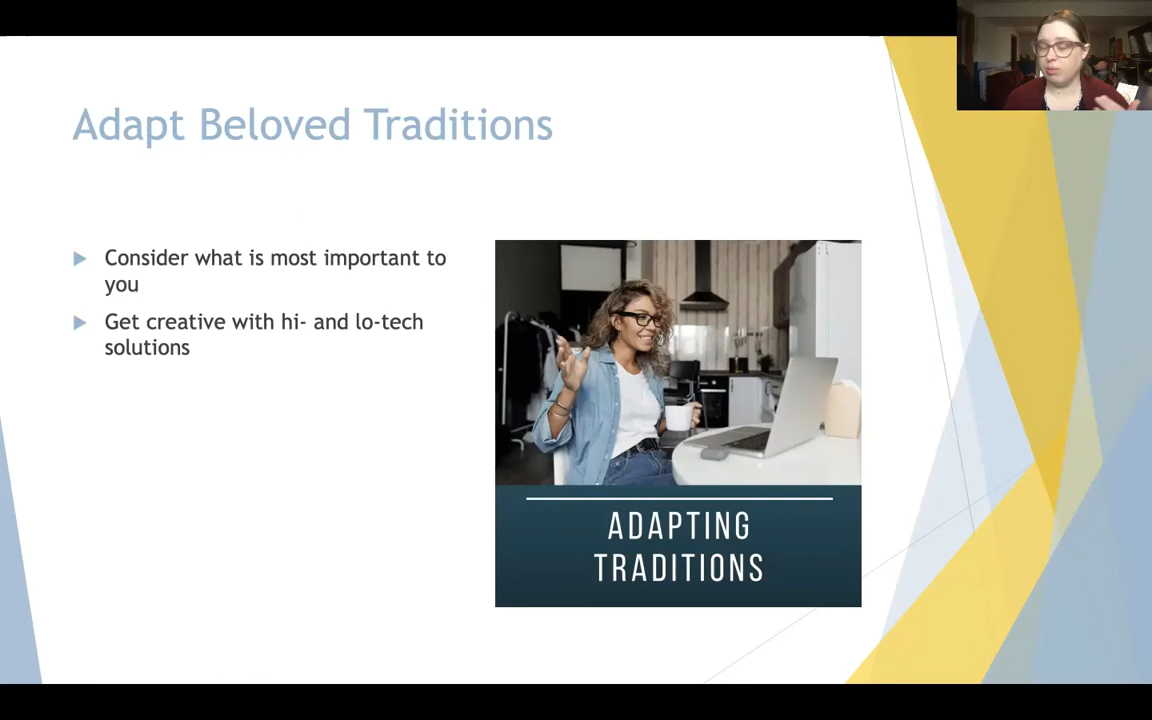 Adapt Beloved Traditions
Consider what is most important to
you
Get creative with hi- and lo-tech
solutions
ADAPTING
TRADITIONS